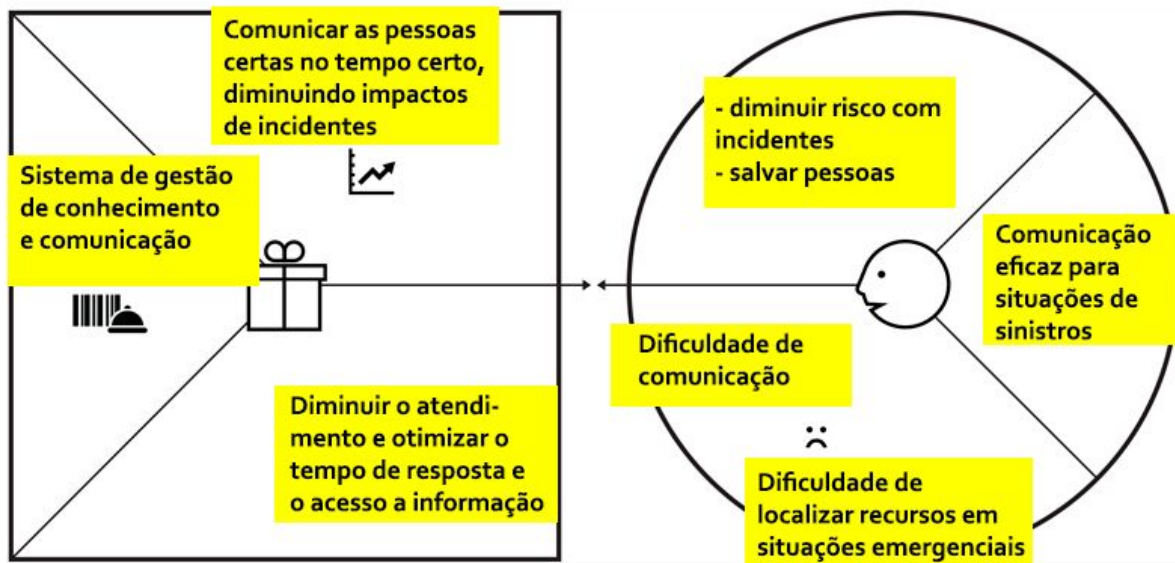 Comunicar as pessoas
certas no tempo certo,
diminuindo impactos
de incidentes
Sistema de gestão
de conhecimento
e comunicação
Diminuir o atendi-
mento e otimizar o
tempo de resposta e
o acesso a informação
- diminuir risco com
incidentes
- salvar pessoas
Comunicação
eficaz para
situações de
sinistros
Dificuldade de
comunicação
Dificuldade de
localizar recursos em
situações emergenciais